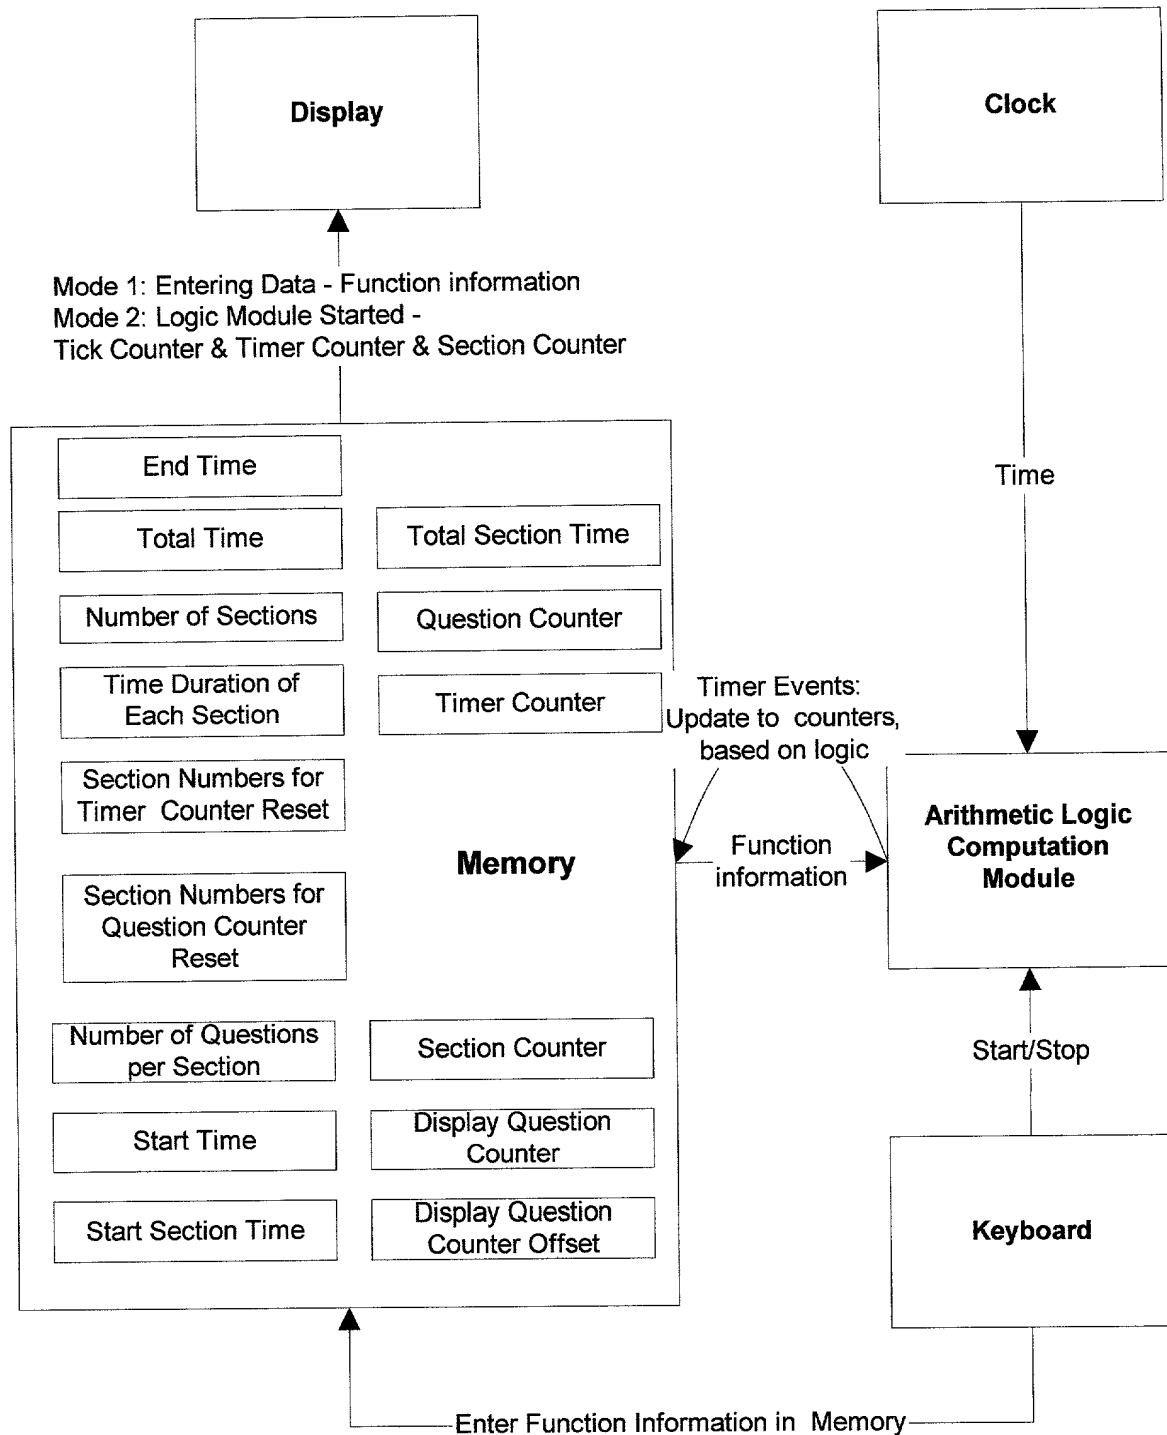 Display
Clock
Mode 1: Entering Data - Function information
Mode 2: Logic Module Started -
Tick Counter & Timer Counter & Section Counter
Time
End Time
Total Time
Total Section Time
Number of Sections
Question Counter
Time Duration of
Each Section
Timer Counter
Timer Events:
Update to counters,
based on logic
Section Numbers for
Timer Counter Reset
Arithmetic Logic
Computation
Module
Function
information
Memory
Section Numbers for
Question Counter
Reset
Number of Questions
per Section
Section Counter
Start/Stop
Start Time
Display Question
Counter
Start Section Time
Display Question
Counter Offset
Keyboard
Enter Function Information in Memory